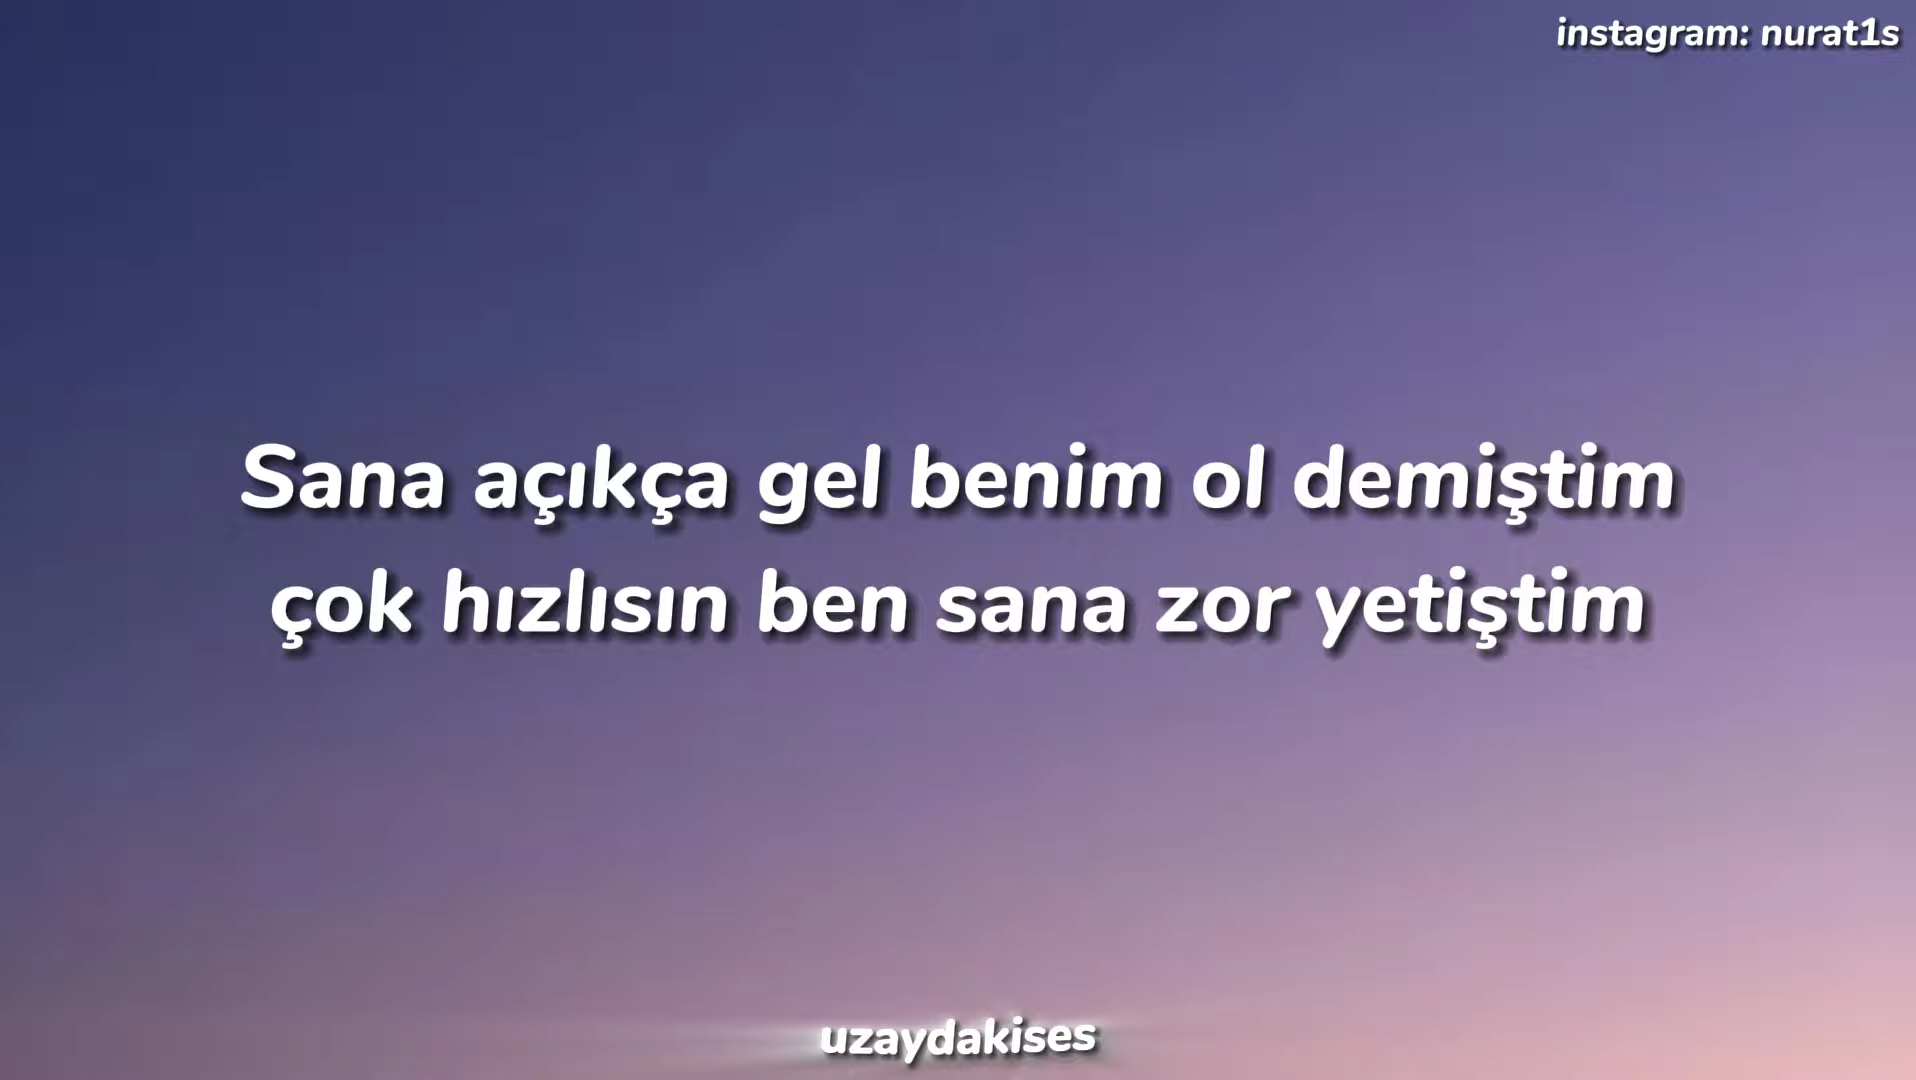 instagram: nurat1s
Sana açıkça gel benim ol demiştim
çok hızlısın ben sana zor yetiştim
uzaydakises